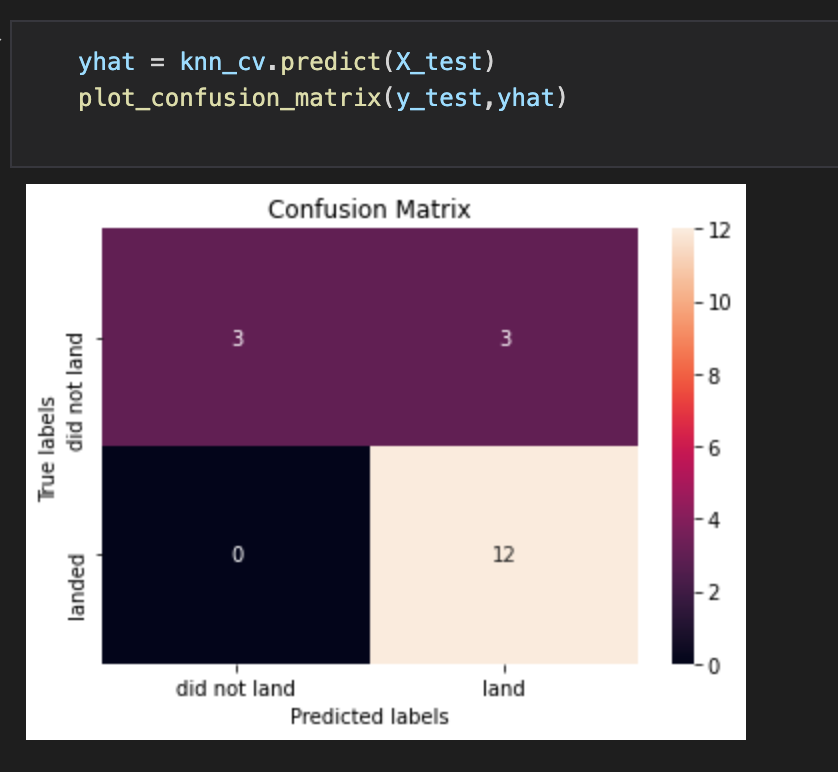 yhat = knn_cv.predict(X_test)
plot_confusion_matrix(y_test,yhat)
Confusion Matrix
12
10
8
6
4
2
0
True labels
did not land
landed
3
3
0
12
did not land
land
Predicted labels